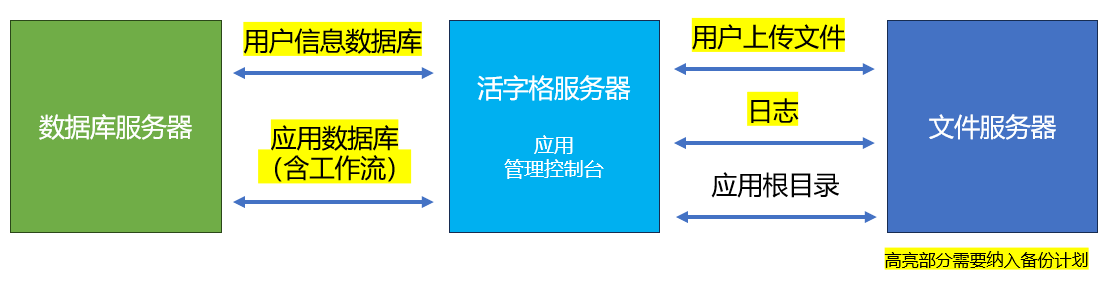 数据库服务器
用户信息数据库
应用数据库
（含工作流）
活字格服务器
应用
管理控制台
用户上传文件
日志
应用根目录
文件服务器
高亮部分需要纳入备份计划